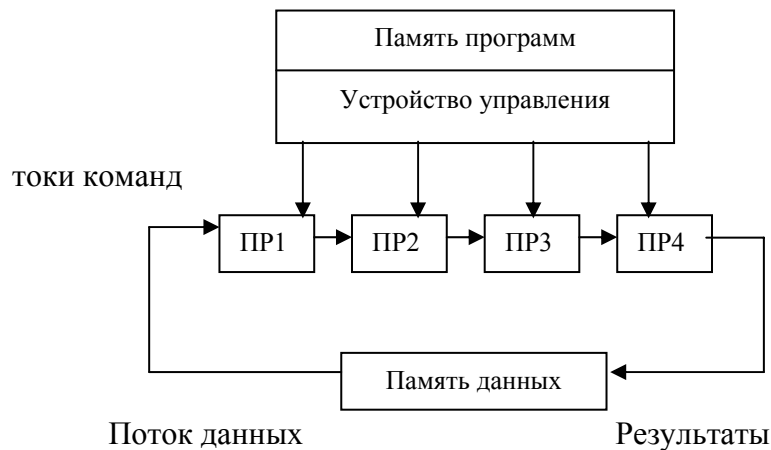 Память программ
Устройство управления
токи команд
ПР1 ПР2 ПР3 ПР4
Память данных
Поток данных Результаты